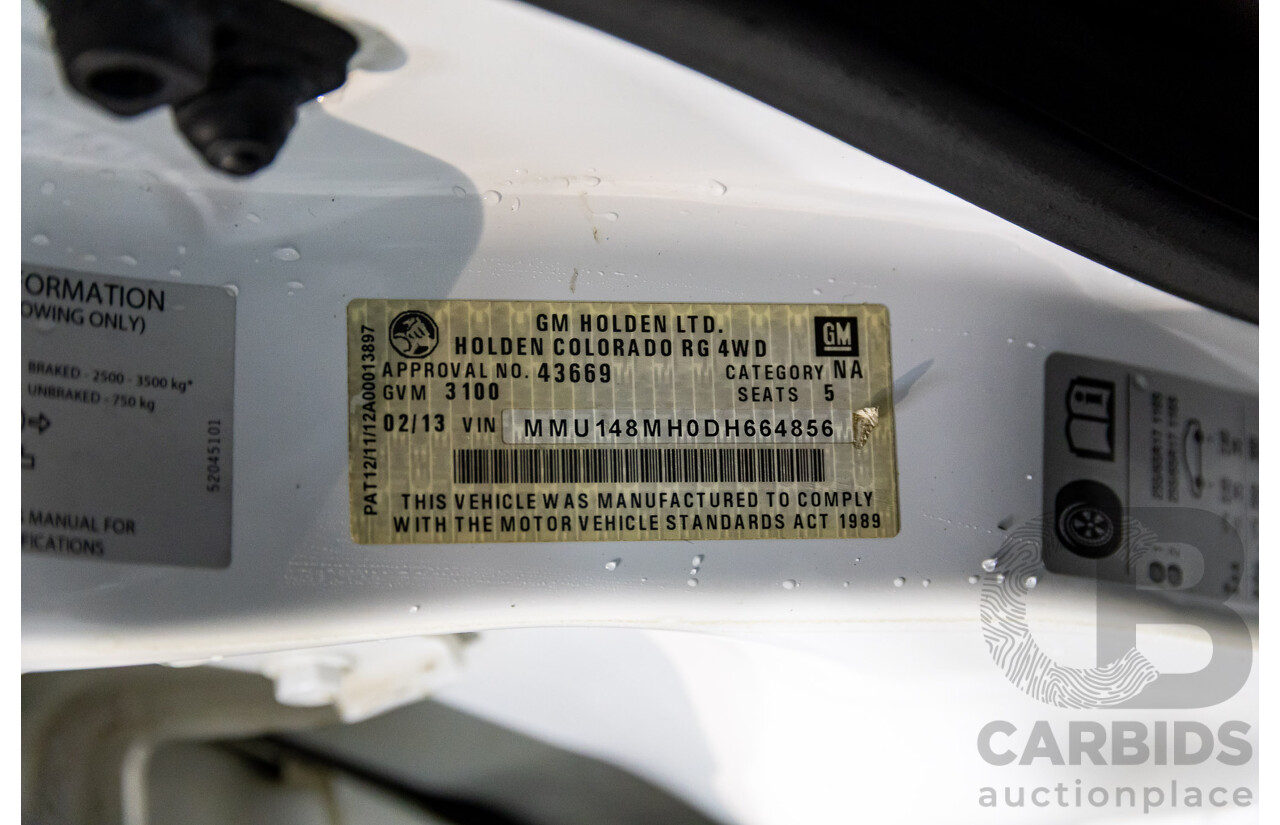 ORMATION
OWING ONLY)
BRAKED - 2500 - 3500 kg*
UNBRAKED - 750 kg
52045101
MANUAL FOR
IFICATIONS
PAT12/11/12A00013897
GM HOLDEN LTD.
HOLDEN COLORADO RG 4WD
GM
APPROVAL NO. 43669 CATEGORY NA
GVM 3100 SEATS 5
02/13 VIN MMU148MH0DH664856
THIS VEHICLE WAS MANUFACTURED TO COMPLY
WITH THE MOTOR VEHICLE STANDARDS ACT 1989
i
CB
CARBIDS
auctionplace